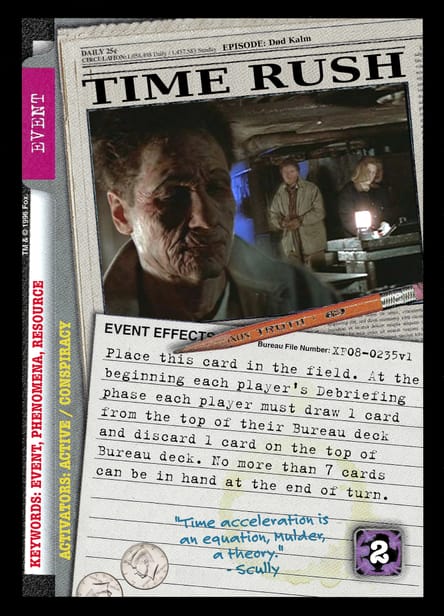 DAILY 25¢
EPISODE: Død Kalm
TIME RUSH
EVENT
TM & © 1996 Fox.
KEYWORDS: EVENT, PHENOMENA, RESOURCE
ACTIVATORS: ACTIVE / CONSPIRACY
EVENT EFFECTS
Bureau File Number: XF08-0235v1
Place this card in the field. At the
beginning each player's Debriefing
phase each player must draw 1 card
from the top of their Bureau deck
and discard 1 card on the top of
Bureau deck. No more than 7 cards
can be in hand at the end of turn.
"Time acceleration is
an equation, Mulder,
a theory."
- Scully
2